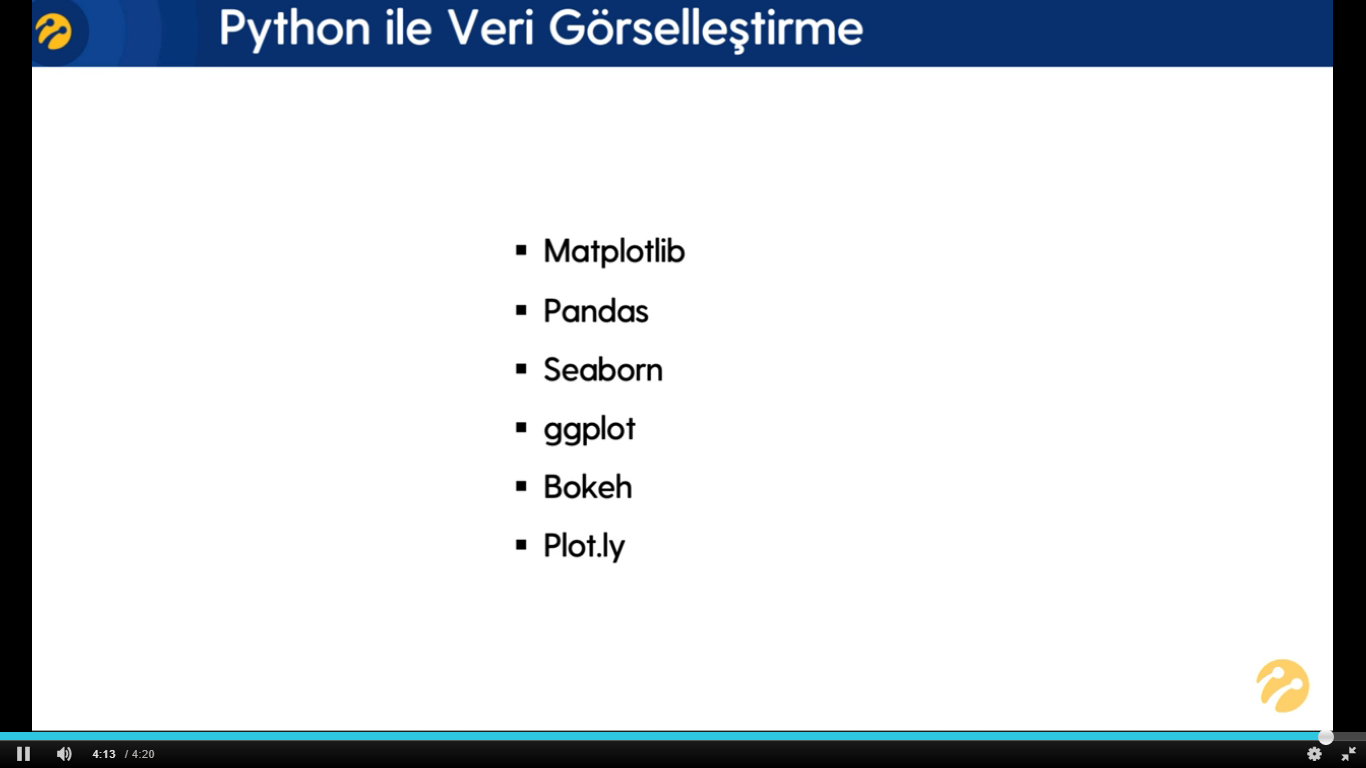 Python ile Veri Görselleştirme
▪ Matplotlib
▪ Pandas
▪ Seaborn
▪ ggplot
▪ Bokeh
▪ Plot.ly
4:13 / 4:20